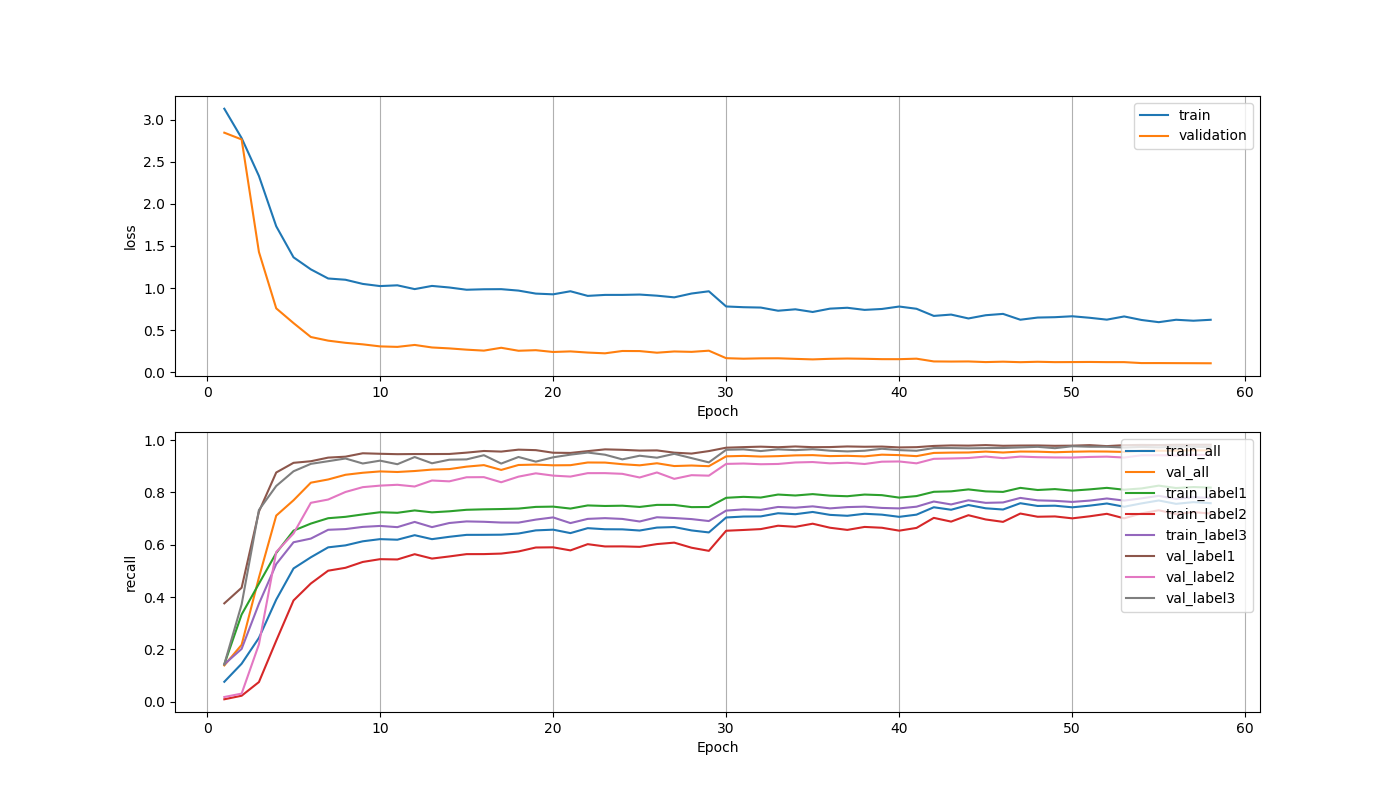 3.0
2.5
2.0
1.5
1.0
0.5
0.0
loss
train
validation
0 10 20 30 40 50 60
Epoch
1.0
0.8
0.6
0.4
0.2
0.0
recall
train_all
val_all
train_label1
train_label2
train_label3
val_label1
val_label2
val_label3
0 10 20 30 40 50 60
Epoch